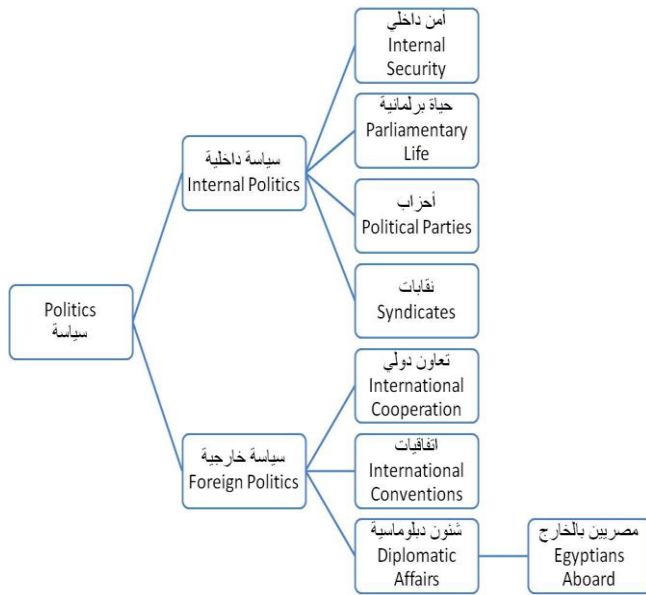 أمن داخلي
Internal
Security
حياة برلمانية
Parliamentary
Life
سياسة داخلية
Internal Politics
أحزاب
Political Parties
نقابات
Syndicates
Politics
سياسة
تعاون دولي
International
Cooperation
سياسة خارجية
Foreign Politics
اتفاقيات
International
Conventions
شئون دبلوماسية
Diplomatic
Affairs
مصريين بالخارج
Egyptians
Aboard